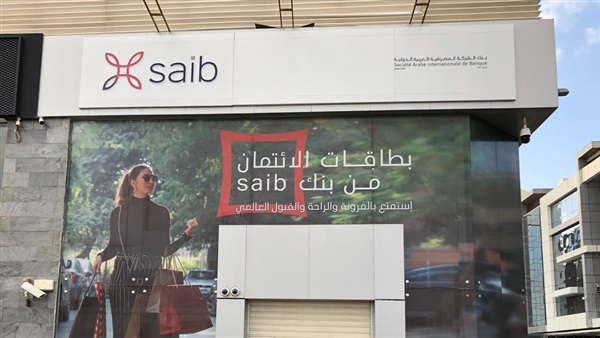 saib
بنك الشركة المصرفية العربية الدولية
Société Arabe Internationale de Banque
بطاقات الائتمان
من بنك saib
إستمتع بالمرونة والراحة والقبول العالمي